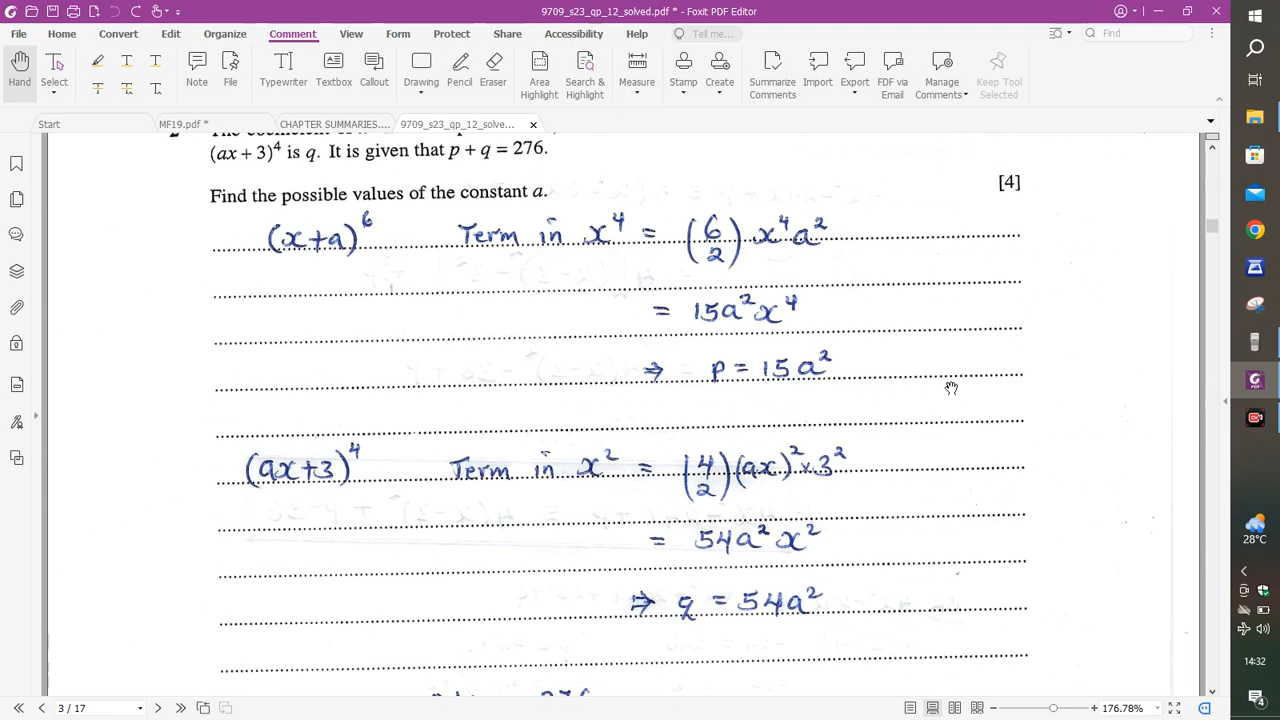 9709_s23_qp_12_solved.pdf * - Foxit PDF Editor
File Home Convert Edit Organize Comment View Form Protect Share Accessibility Help Tell me... Find
Hand Select Note File Typewriter Textbox Callout Drawing Pencil Eraser Area Highlight Search & Highlight Measure Stamp Create Summarize Comments Import Export PDF via Email Manage Comments Keep Tool Selected
Start MF19.pdf * CHAPTER SUMMARIES.... 9709_s23_qp_12_solve...
(ax + 3)⁴ is q. It is given that p + q = 276.
Find the possible values of the constant a. [4]
(x+a)⁶ Term in x⁴ = (6 2) x⁴a²
= 15a²x⁴
⇒ p = 15a²
(ax+3)⁴ Term in x² = (4 2)(ax)²×3²
= 54a²x²
⇒ q = 54a²
28°C
14:32
3 / 17 176.78%
4